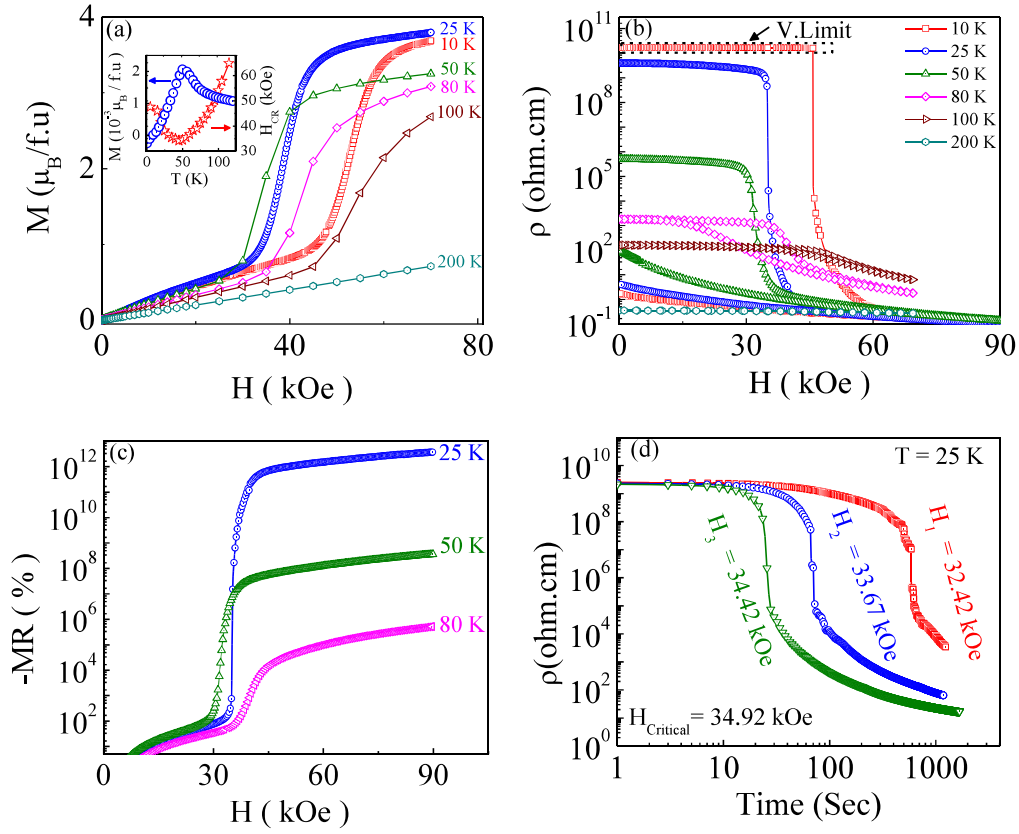 (a)
M (μB/f.u)
H ( kOe )
4
2
0
0 40 80
25 K
10 K
50 K
80 K
100 K
200 K
M (10⁻³μB / f.u)
2
1
0
0 50 100
T (K)
60
50
40
30
HCR (kOe)
(b)
V.Limit
ρ (ohm.cm)
H ( kOe )
10¹¹
10⁸
10⁵
10²
10⁻¹
0 30 60 90
10 K
25 K
50 K
80 K
100 K
200 K
(c)
-MR ( % )
H ( kOe )
10¹²
10¹⁰
10⁸
10⁶
10⁴
10²
0 30 60 90
25 K
50 K
80 K
(d)
T = 25 K
ρ(ohm.cm)
Time (Sec)
10¹⁰
10⁸
10⁶
10⁴
10²
10⁰
1 10 100 1000
H₁ = 32.42 kOe
H₂ = 33.67 kOe
H₃ = 34.42 kOe
HCritical= 34.92 kOe